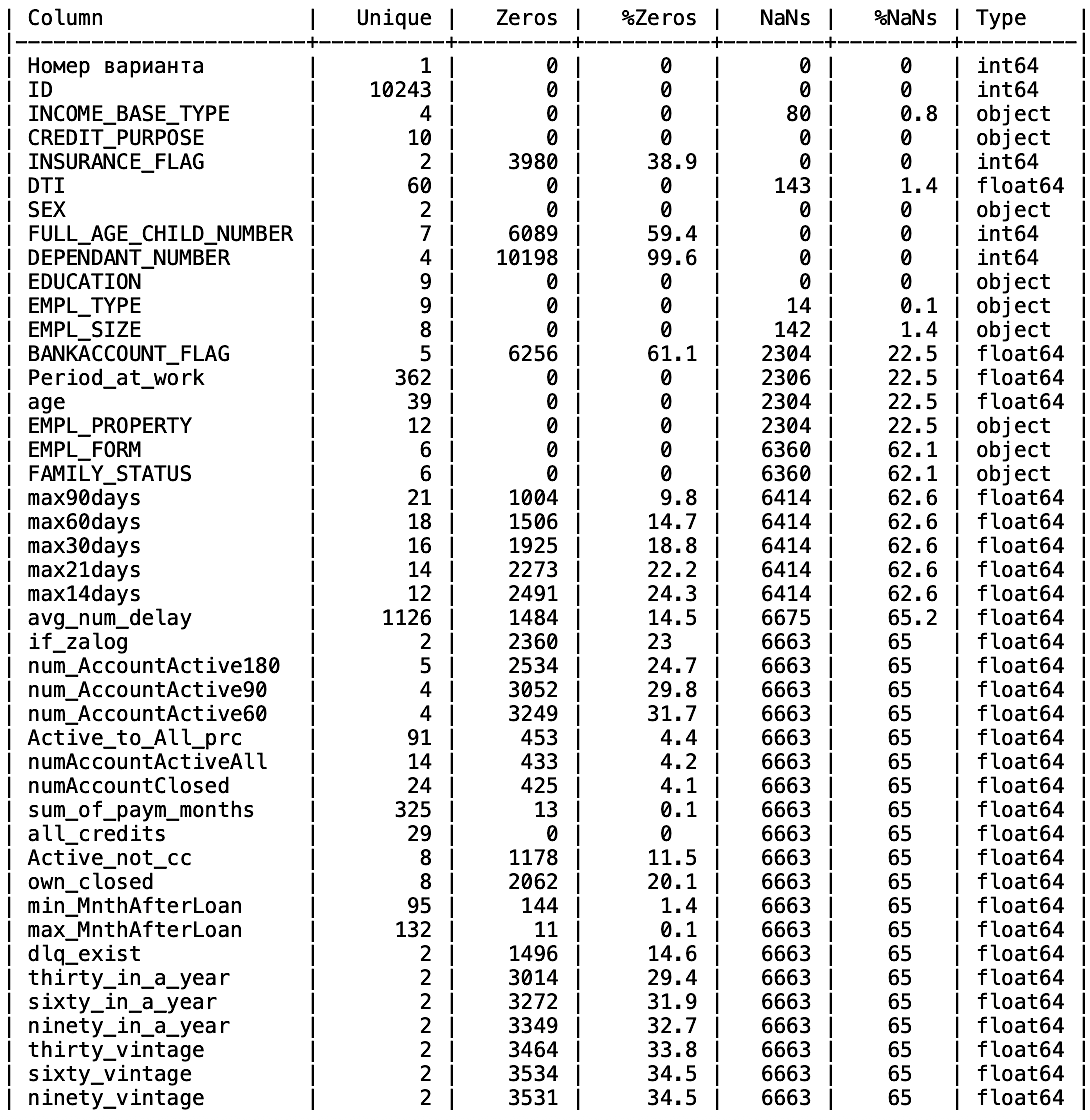 | Column | Unique | Zeros | %Zeros | NaNs | %NaNs | Type |
|----------------------+--------+---------+----------+--------+---------+---------|
| Номер варианта | 1 | 0 | 0 | 0 | 0 | int64 |
| ID | 10243 | 0 | 0 | 0 | 0 | int64 |
| INCOME_BASE_TYPE | 4 | 0 | 0 | 80 | 0.8 | object |
| CREDIT_PURPOSE | 10 | 0 | 0 | 0 | 0 | object |
| INSURANCE_FLAG | 2 | 3980 | 38.9 | 0 | 0 | int64 |
| DTI | 60 | 0 | 0 | 143 | 1.4 | float64 |
| SEX | 2 | 0 | 0 | 0 | 0 | object |
| FULL_AGE_CHILD_NUMBER | 7 | 6089 | 59.4 | 0 | 0 | int64 |
| DEPENDANT_NUMBER | 4 | 10198 | 99.6 | 0 | 0 | int64 |
| EDUCATION | 9 | 0 | 0 | 0 | 0 | object |
| EMPL_TYPE | 9 | 0 | 0 | 14 | 0.1 | object |
| EMPL_SIZE | 8 | 0 | 0 | 142 | 1.4 | object |
| BANKACCOUNT_FLAG | 5 | 6256 | 61.1 | 2304 | 22.5 | float64 |
| Period_at_work | 362 | 0 | 0 | 2306 | 22.5 | float64 |
| age | 39 | 0 | 0 | 2304 | 22.5 | float64 |
| EMPL_PROPERTY | 12 | 0 | 0 | 2304 | 22.5 | object |
| EMPL_FORM | 6 | 0 | 0 | 6360 | 62.1 | object |
| FAMILY_STATUS | 6 | 0 | 0 | 6360 | 62.1 | object |
| max90days | 21 | 1004 | 9.8 | 6414 | 62.6 | float64 |
| max60days | 18 | 1506 | 14.7 | 6414 | 62.6 | float64 |
| max30days | 16 | 1925 | 18.8 | 6414 | 62.6 | float64 |
| max21days | 14 | 2273 | 22.2 | 6414 | 62.6 | float64 |
| max14days | 12 | 2491 | 24.3 | 6414 | 62.6 | float64 |
| avg_num_delay | 1126 | 1484 | 14.5 | 6675 | 65.2 | float64 |
| if_zalog | 2 | 2360 | 23 | 6663 | 65 | float64 |
| num_AccountActive180 | 5 | 2534 | 24.7 | 6663 | 65 | float64 |
| num_AccountActive90 | 4 | 3052 | 29.8 | 6663 | 65 | float64 |
| num_AccountActive60 | 4 | 3249 | 31.7 | 6663 | 65 | float64 |
| Active_to_All_prc | 91 | 453 | 4.4 | 6663 | 65 | float64 |
| numAccountActiveAll | 14 | 433 | 4.2 | 6663 | 65 | float64 |
| numAccountClosed | 24 | 425 | 4.1 | 6663 | 65 | float64 |
| sum_of_paym_months | 325 | 13 | 0.1 | 6663 | 65 | float64 |
| all_credits | 29 | 0 | 0 | 6663 | 65 | float64 |
| Active_not_cc | 8 | 1178 | 11.5 | 6663 | 65 | float64 |
| own_closed | 8 | 2062 | 20.1 | 6663 | 65 | float64 |
| min_MnthAfterLoan | 95 | 144 | 1.4 | 6663 | 65 | float64 |
| max_MnthAfterLoan | 132 | 11 | 0.1 | 6663 | 65 | float64 |
| dlq_exist | 2 | 1496 | 14.6 | 6663 | 65 | float64 |
| thirty_in_a_year | 2 | 3014 | 29.4 | 6663 | 65 | float64 |
| sixty_in_a_year | 2 | 3272 | 31.9 | 6663 | 65 | float64 |
| ninety_in_a_year | 2 | 3349 | 32.7 | 6663 | 65 | float64 |
| thirty_vintage | 2 | 3464 | 33.8 | 6663 | 65 | float64 |
| sixty_vintage | 2 | 3534 | 34.5 | 6663 | 65 | float64 |
| ninety_vintage | 2 | 3531 | 34.5 | 6663 | 65 | float64 |